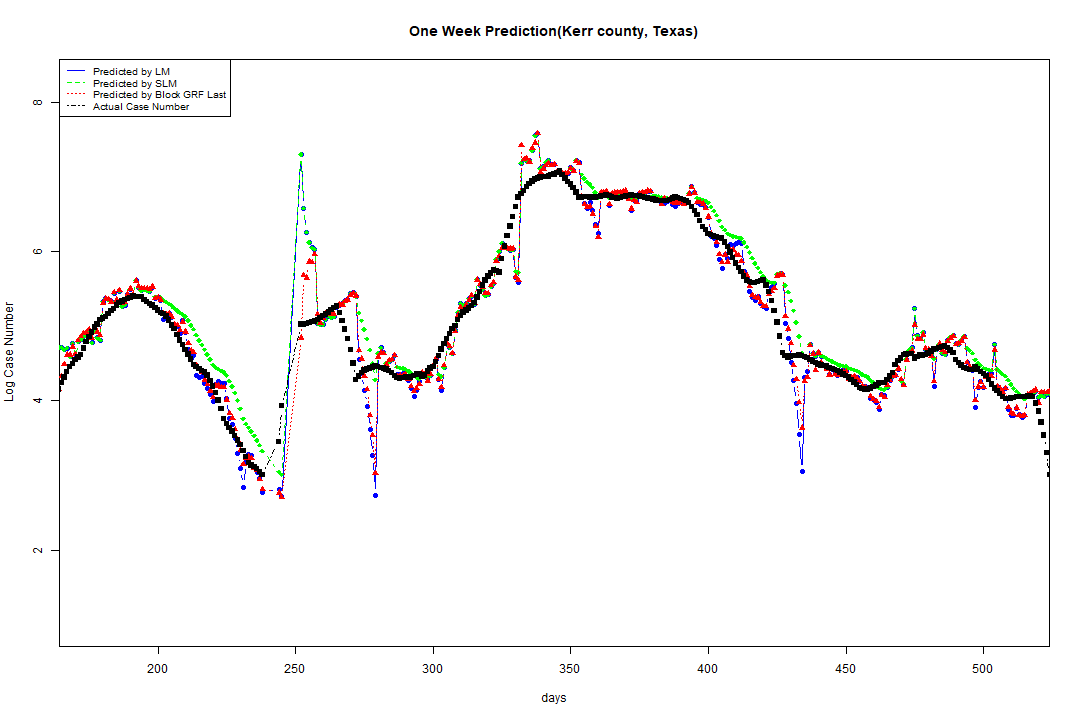 One Week Prediction(Kerr county, Texas)
Predicted by LM
Predicted by SLM
Predicted by Block GRF Last
Actual Case Number
8
6
4
2
Log Case Number
200 250 300 350 400 450 500
days